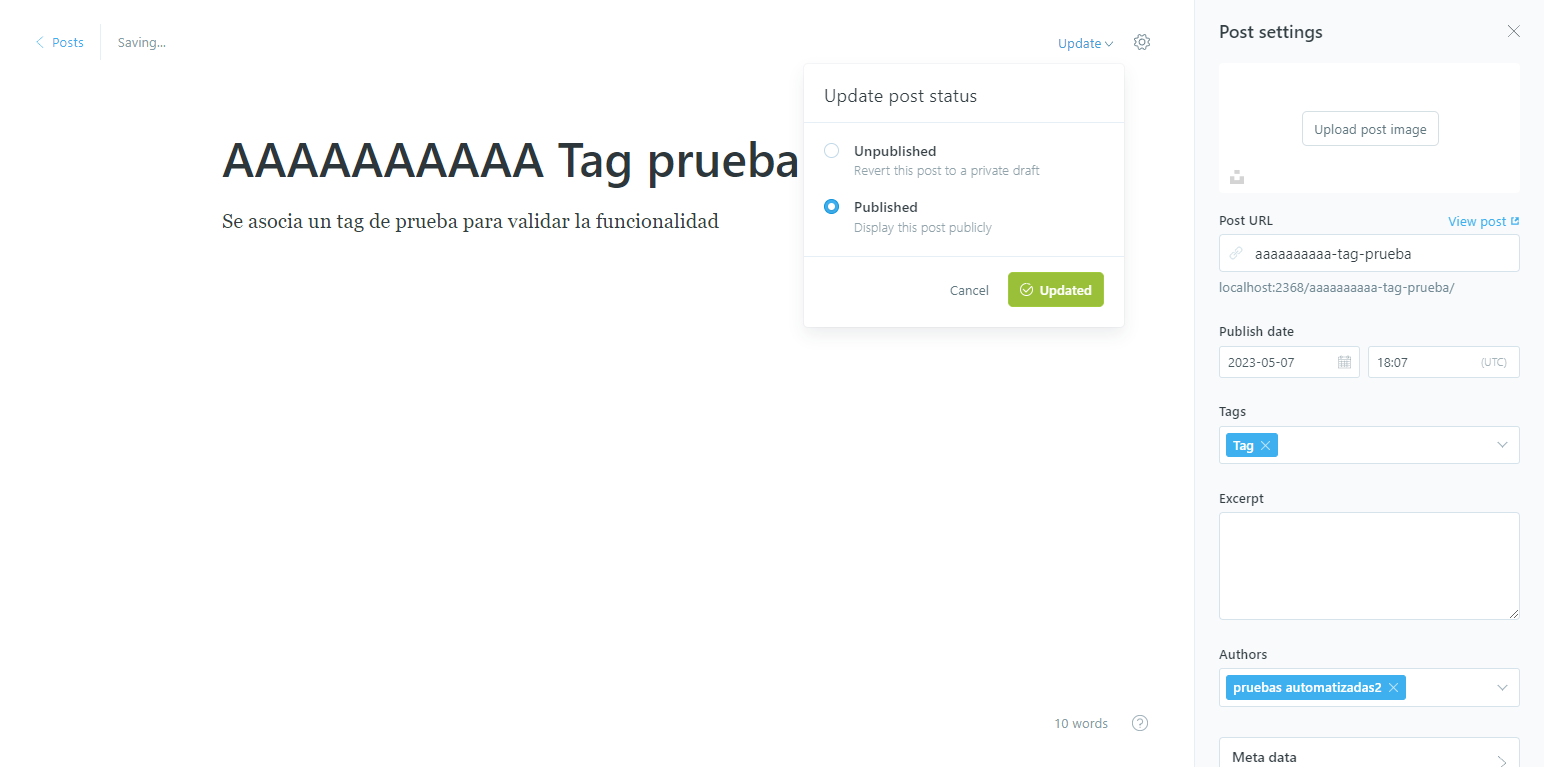 Posts
Saving...
Update
AAAAAAAAAA Tag prueba
Se asocia un tag de prueba para validar la funcionalidad
Update post status
Unpublished
Revert this post to a private draft
Published
Display this post publicly
Cancel
Updated
10 words
?
Post settings
Upload post image
Post URL
View post
aaaaaaaaaa-tag-prueba
localhost:2368/aaaaaaaaaa-tag-prueba/
Publish date
2023-05-07
18:07 (UTC)
Tags
Tag
Excerpt
Authors
pruebas automatizadas2
Meta data